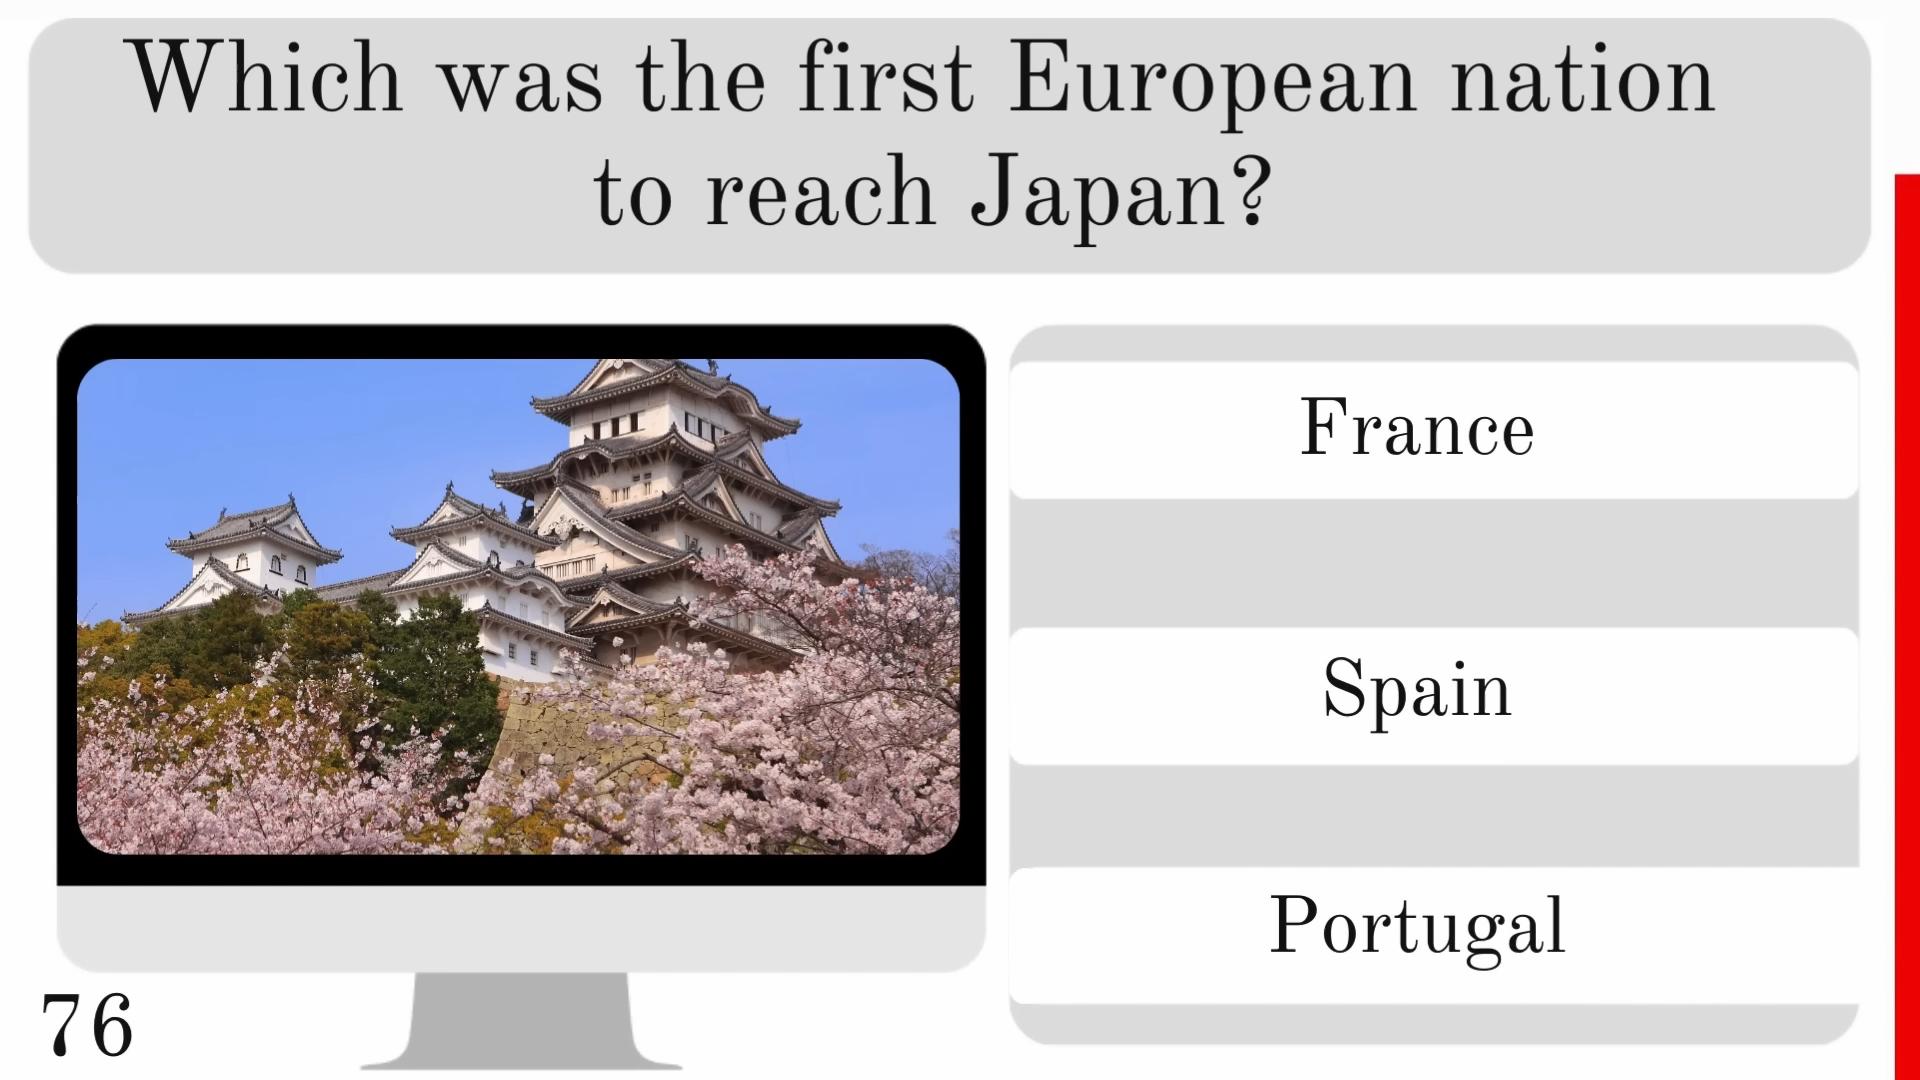 Which was the first European nation
to reach Japan?
France
Spain
Portugal
76